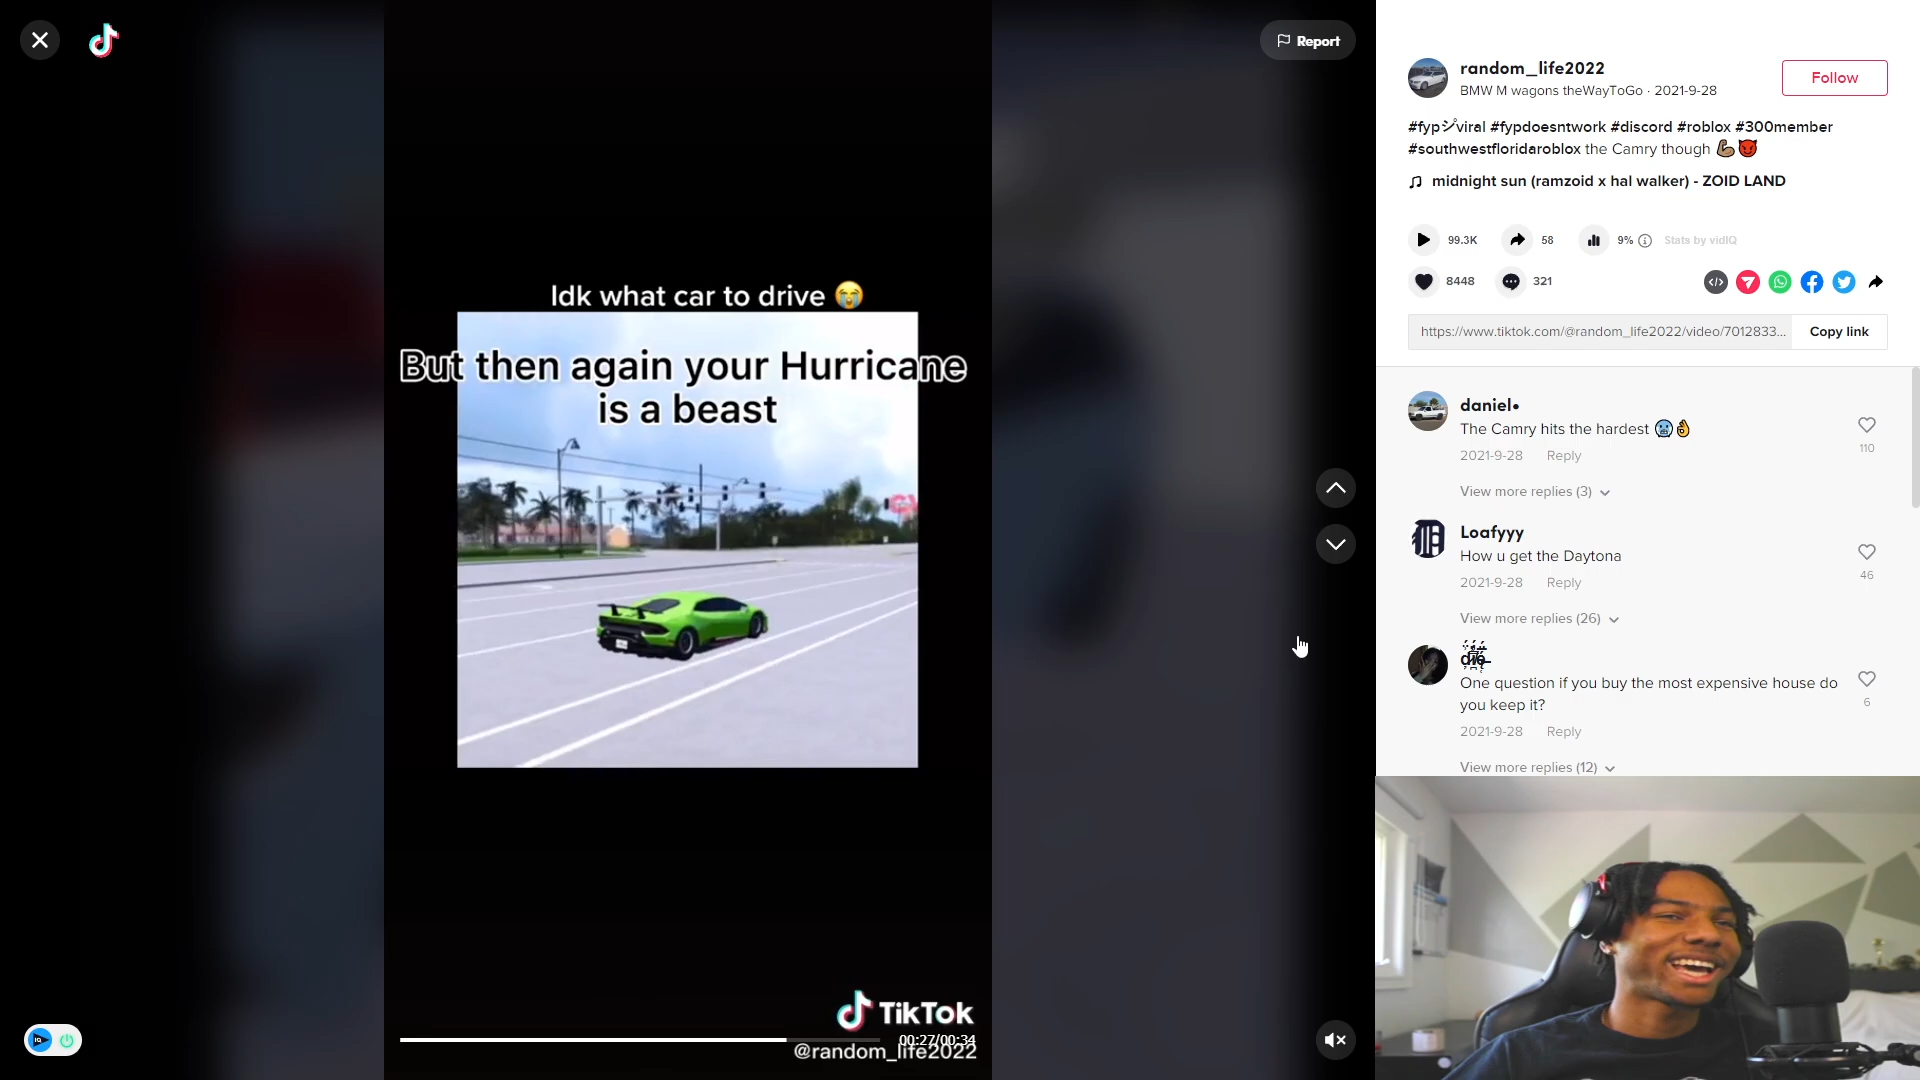 Report
Idk what car to drive 😭
But then again your Hurricane
is a beast
TikTok
00:27/00:34
@random_life2022
random_life2022
BMW M wagons theWayToGo · 2021-9-28
Follow
#fypシviral #fypdoesntwork #discord #roblox #300member
#southwestfloridaroblox the Camry though 💪🏽😈
midnight sun (ramzoid x hal walker) - ZOID LAND
99.3K
58
9%
Stats by vidIQ
8448
321
https://www.tiktok.com/@random_life2022/video/7012833...
Copy link
daniel•
The Camry hits the hardest 🥶👌
2021-9-28 Reply
110
View more replies (3)
Loafyyy
How u get the Daytona
2021-9-28 Reply
46
View more replies (26)
One question if you buy the most expensive house do
you keep it?
2021-9-28 Reply
6
View more replies (12)